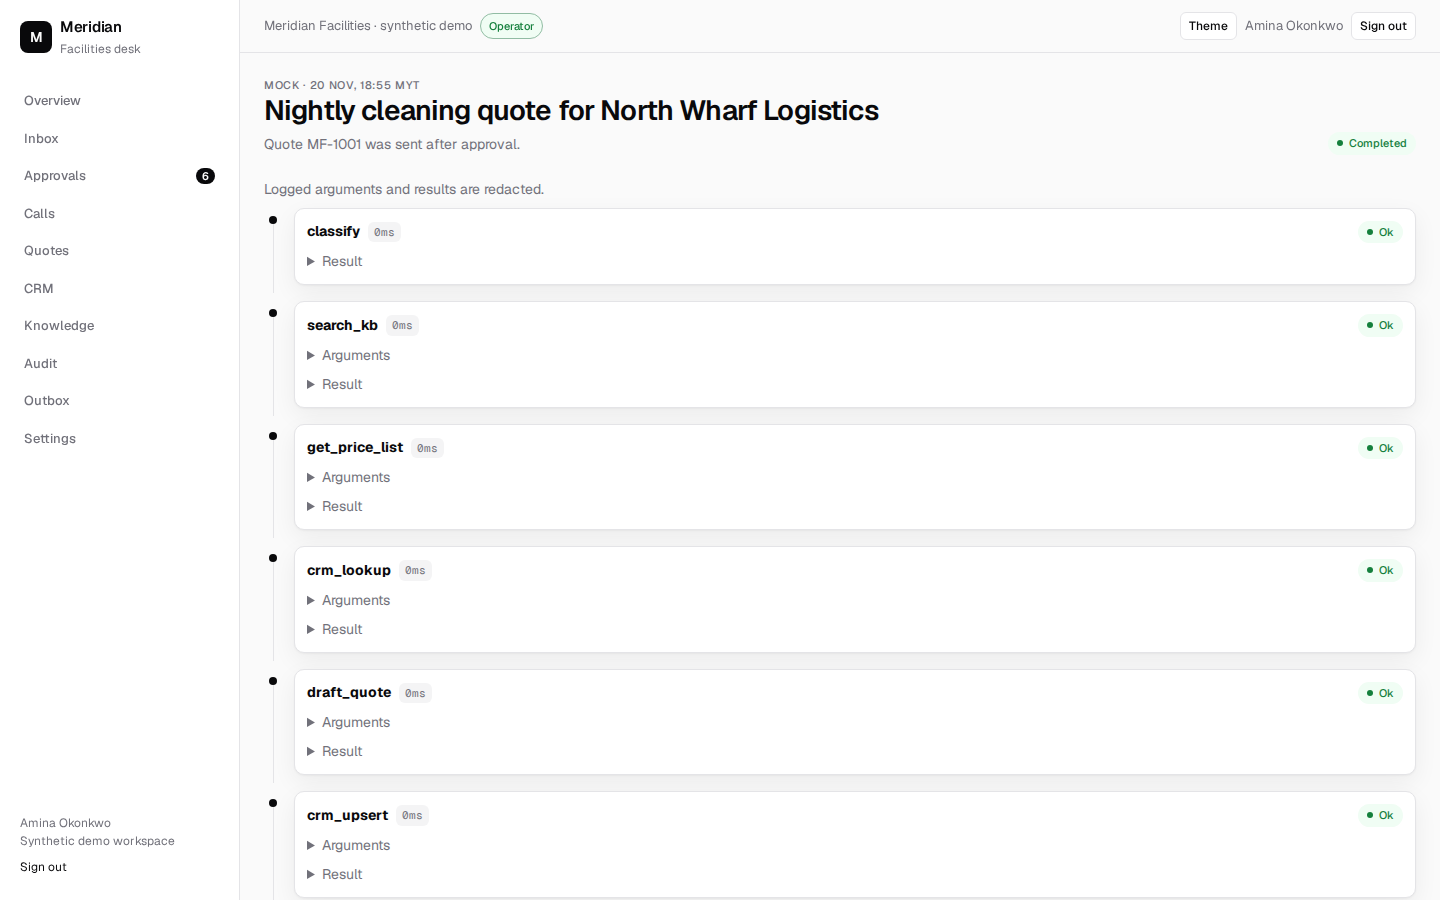 M
Meridian
Facilities desk
Overview
Inbox
Approvals
6
Calls
Quotes
CRM
Knowledge
Audit
Outbox
Settings
Amina Okonkwo
Synthetic demo workspace
Sign out
Meridian Facilities · synthetic demo
Operator
Theme
Amina Okonkwo
Sign out
MOCK · 20 NOV, 18:55 MYT
Nightly cleaning quote for North Wharf Logistics
Quote MF-1001 was sent after approval.
Completed
Logged arguments and results are redacted.
classify 0ms
Ok
Result
search_kb 0ms
Ok
Arguments
Result
get_price_list 0ms
Ok
Arguments
Result
crm_lookup 0ms
Ok
Arguments
Result
draft_quote 0ms
Ok
Arguments
Result
crm_upsert 0ms
Ok
Arguments
Result